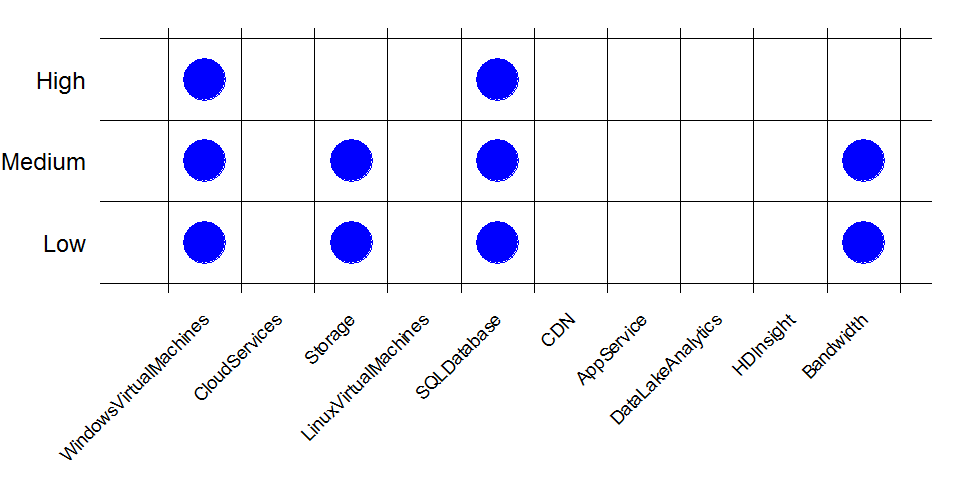 High
Medium
Low
WindowsVirtualMachines
CloudServices
Storage
LinuxVirtualMachines
SQLDatabase
CDN
AppService
DataLakeAnalytics
HDInsight
Bandwidth